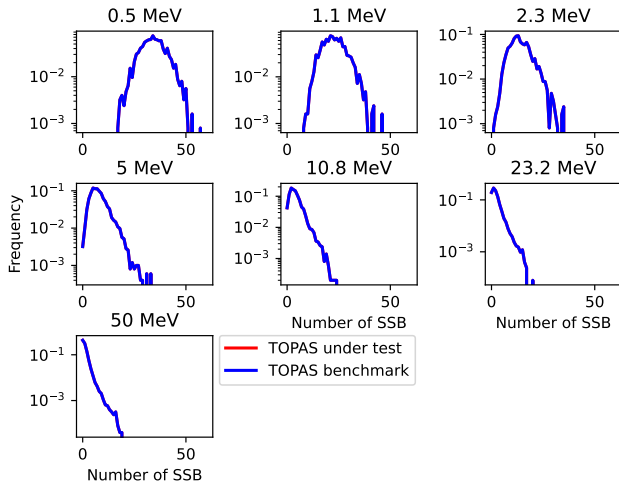 0.5 MeV
1.1 MeV
2.3 MeV
10⁻²
10⁻³
0 50
10⁻²
10⁻³
0 50
10⁻¹
10⁻²
10⁻³
0 50
5 MeV
10.8 MeV
23.2 MeV
Frequency
10⁻¹
10⁻²
10⁻³
0 50
10⁻¹
10⁻²
10⁻³
0 50
Number of SSB
10⁻¹
10⁻³
0 50
Number of SSB
50 MeV
10⁻¹
10⁻³
0 50
Number of SSB
TOPAS under test
TOPAS benchmark